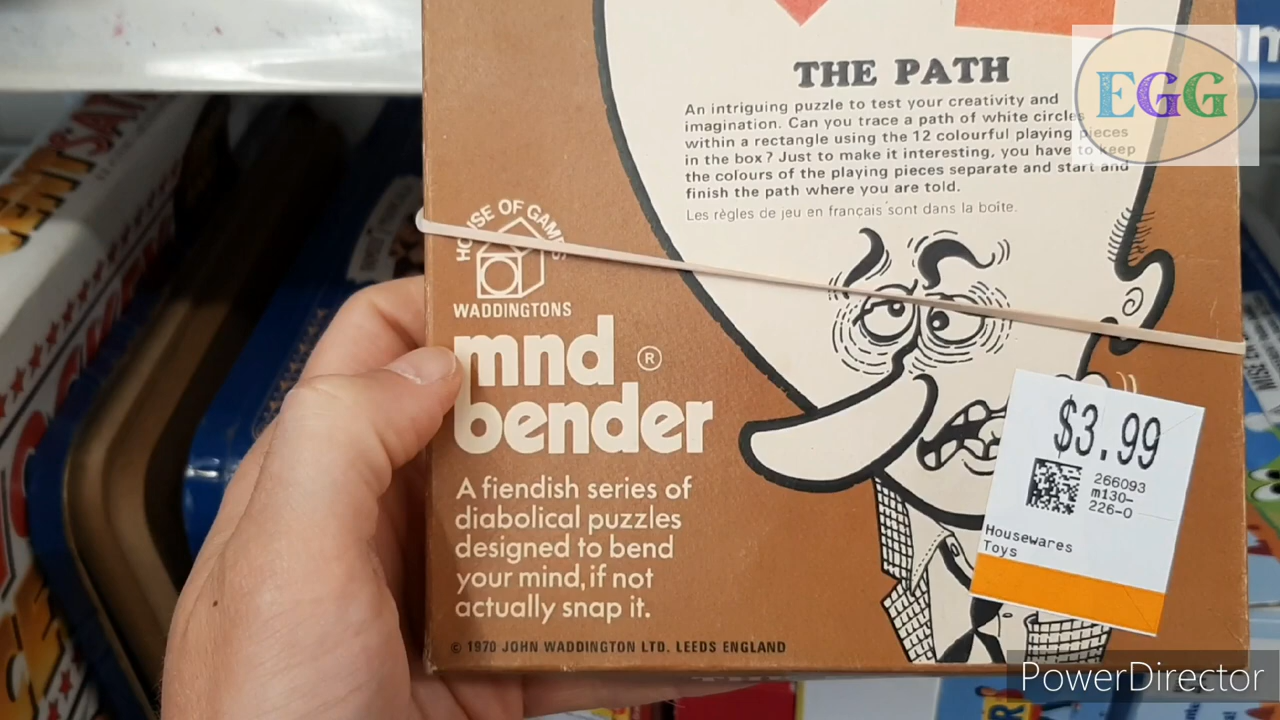 THE PATH
An intriguing puzzle to test your creativity and
imagination. Can you trace a path of white circles
within a rectangle using the 12 colourful playing pieces
in the box? Just to make it interesting, you have to keep
the colours of the playing pieces separate and start and
finish the path where you are told.
Les règles de jeu en français sont dans la boîte.
EGG
HOUSE OF GAMES
WADDINGTONS
mnd ®
bender
A fiendish series of
diabolical puzzles
designed to bend
your mind, if not
actually snap it.
© 1970 JOHN WADDINGTON LTD. LEEDS ENGLAND
$3.99
266093
m130-
226-0
Housewares
Toys
PowerDirector